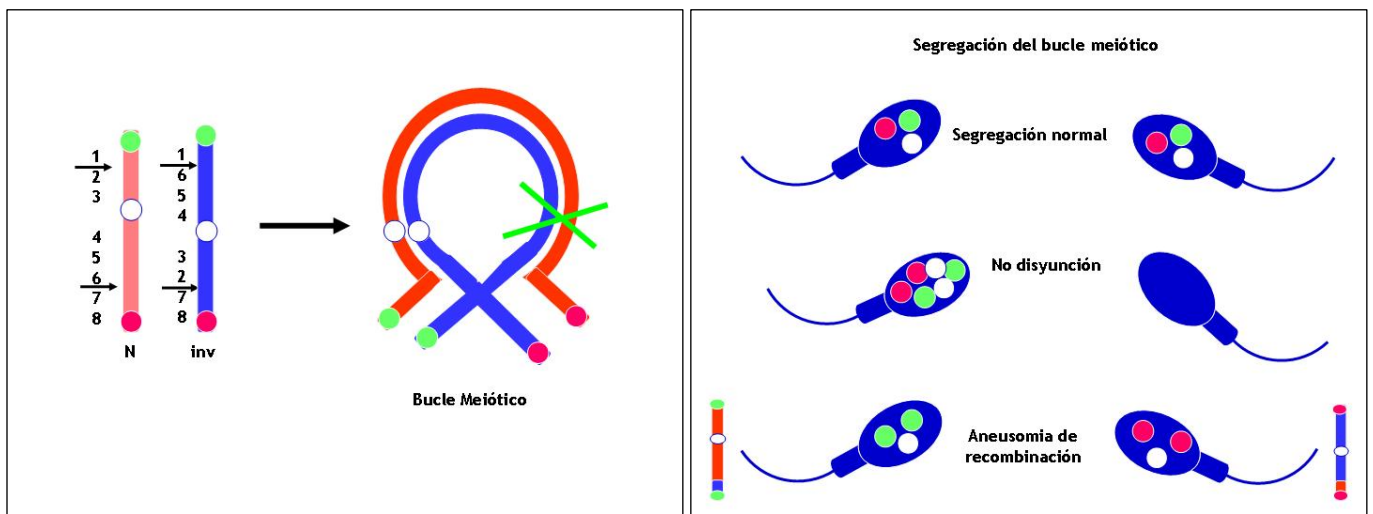 1
2
3
4
5
6
7
8
N
1
6
5
4
3
2
7
8
inv
Bucle Meiótico
Segregación del bucle meiótico
Segregación normal
No disyunción
Aneusomia de
recombinación